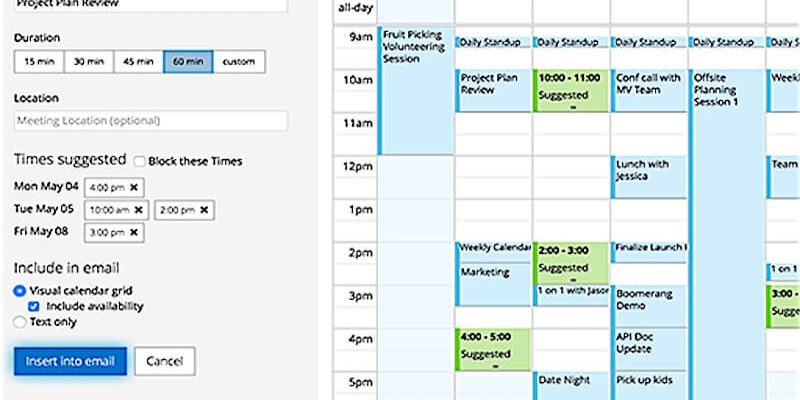 Project Plan Review
Duration
15 min 30 min 45 min 60 min custom
Location
Meeting Location (optional)
Times suggested Block these Times
Mon May 04 4:00 pm ✖
Tue May 05 10:00 am ✖ 2:00 pm ✖
Fri May 08 3:00 pm ✖
Include in email
Visual calendar grid
Include availability
Text only
Insert into email Cancel
all-day
9am
10am
11am
12pm
1pm
2pm
3pm
4pm
5pm
Fruit Picking
Volunteering
Session
Daily Standup
Project Plan
Review
Weekly Calendar
Marketing
4:00 - 5:00
Suggested
Daily Standup
10:00 - 11:00
Suggested
2:00 - 3:00
Suggested
1 on 1 with Jason
Date Night
Daily Standup
Conf call with
MV Team
Lunch with
Jessica
Finalize Launch
Boomerang
Demo
API Doc
Update
Pick up kids
Daily Standup
Offsite
Planning
Session 1
Daily S
Weekl
Team
1 on 1
3:00 -
Sugge